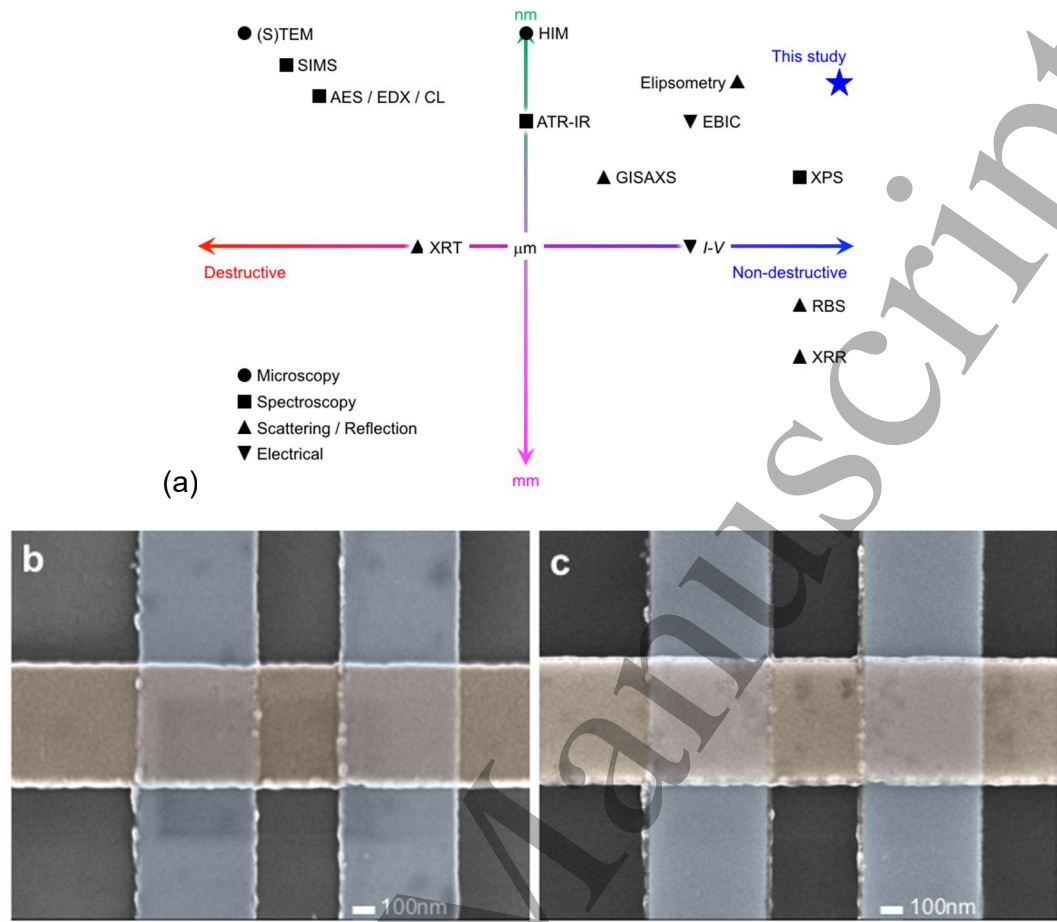 nm
(S)TEM
HIM
SIMS
This study
Elipsometry
AES / EDX / CL
ATR-IR
EBIC
GISAXS
XPS
XRT
μm
I-V
Destructive
Non-destructive
RBS
XRR
Microscopy
Spectroscopy
Scattering / Reflection
Electrical
(a)
mm
b
c
100nm
100nm
Manuscript